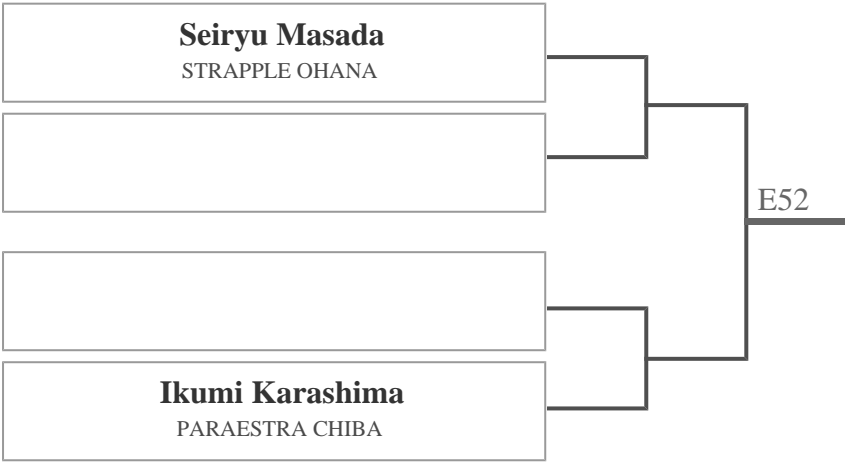 Seiryu Masada
STRAPPLE OHANA
E52
Ikumi Karashima
PARAESTRA CHIBA